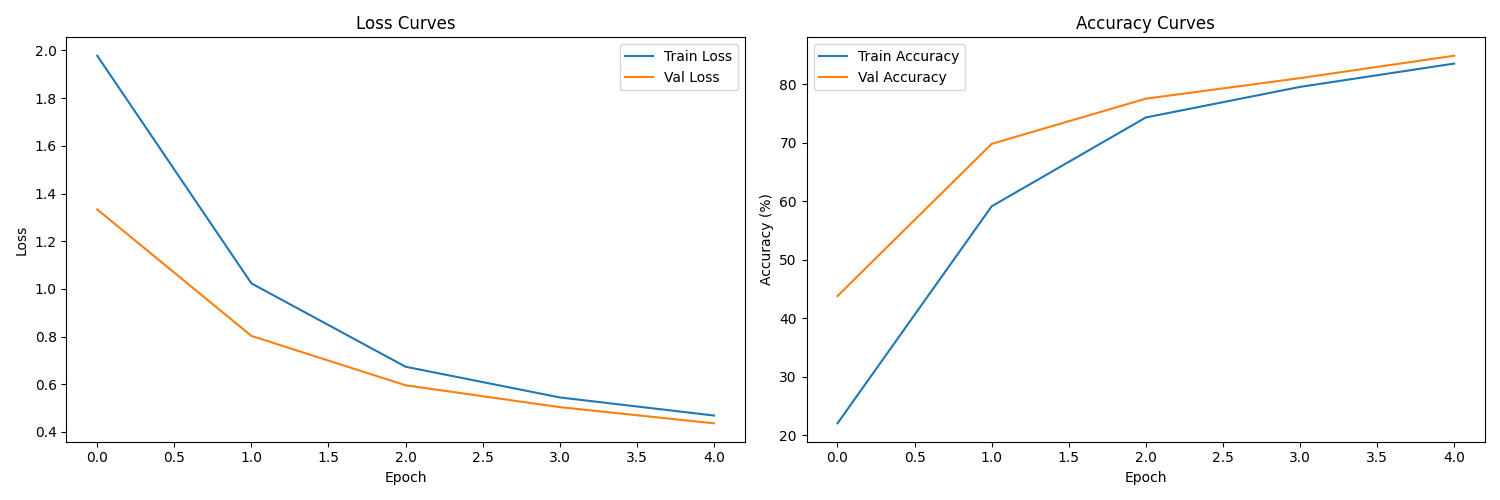 Loss Curves
2.0
1.8
1.6
1.4
1.2
1.0
0.8
0.6
0.4
Loss
Train Loss
Val Loss
0.0 0.5 1.0 1.5 2.0 2.5 3.0 3.5 4.0
Epoch
Accuracy Curves
80
70
60
50
40
30
20
Accuracy (%)
Train Accuracy
Val Accuracy
0.0 0.5 1.0 1.5 2.0 2.5 3.0 3.5 4.0
Epoch